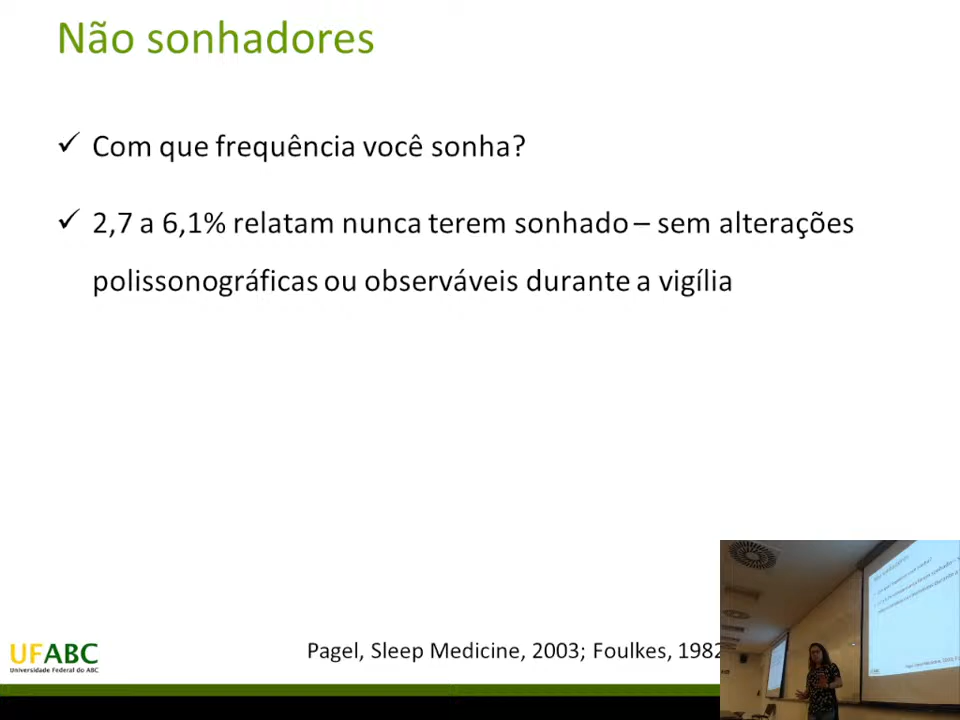 Não sonhadores
✓ Com que frequência você sonha?
✓ 2,7 a 6,1% relatam nunca terem sonhado – sem alterações
polissonográficas ou observáveis durante a vigília
Pagel, Sleep Medicine, 2003; Foulkes, 1982
UFABC
Universidade Federal do ABC